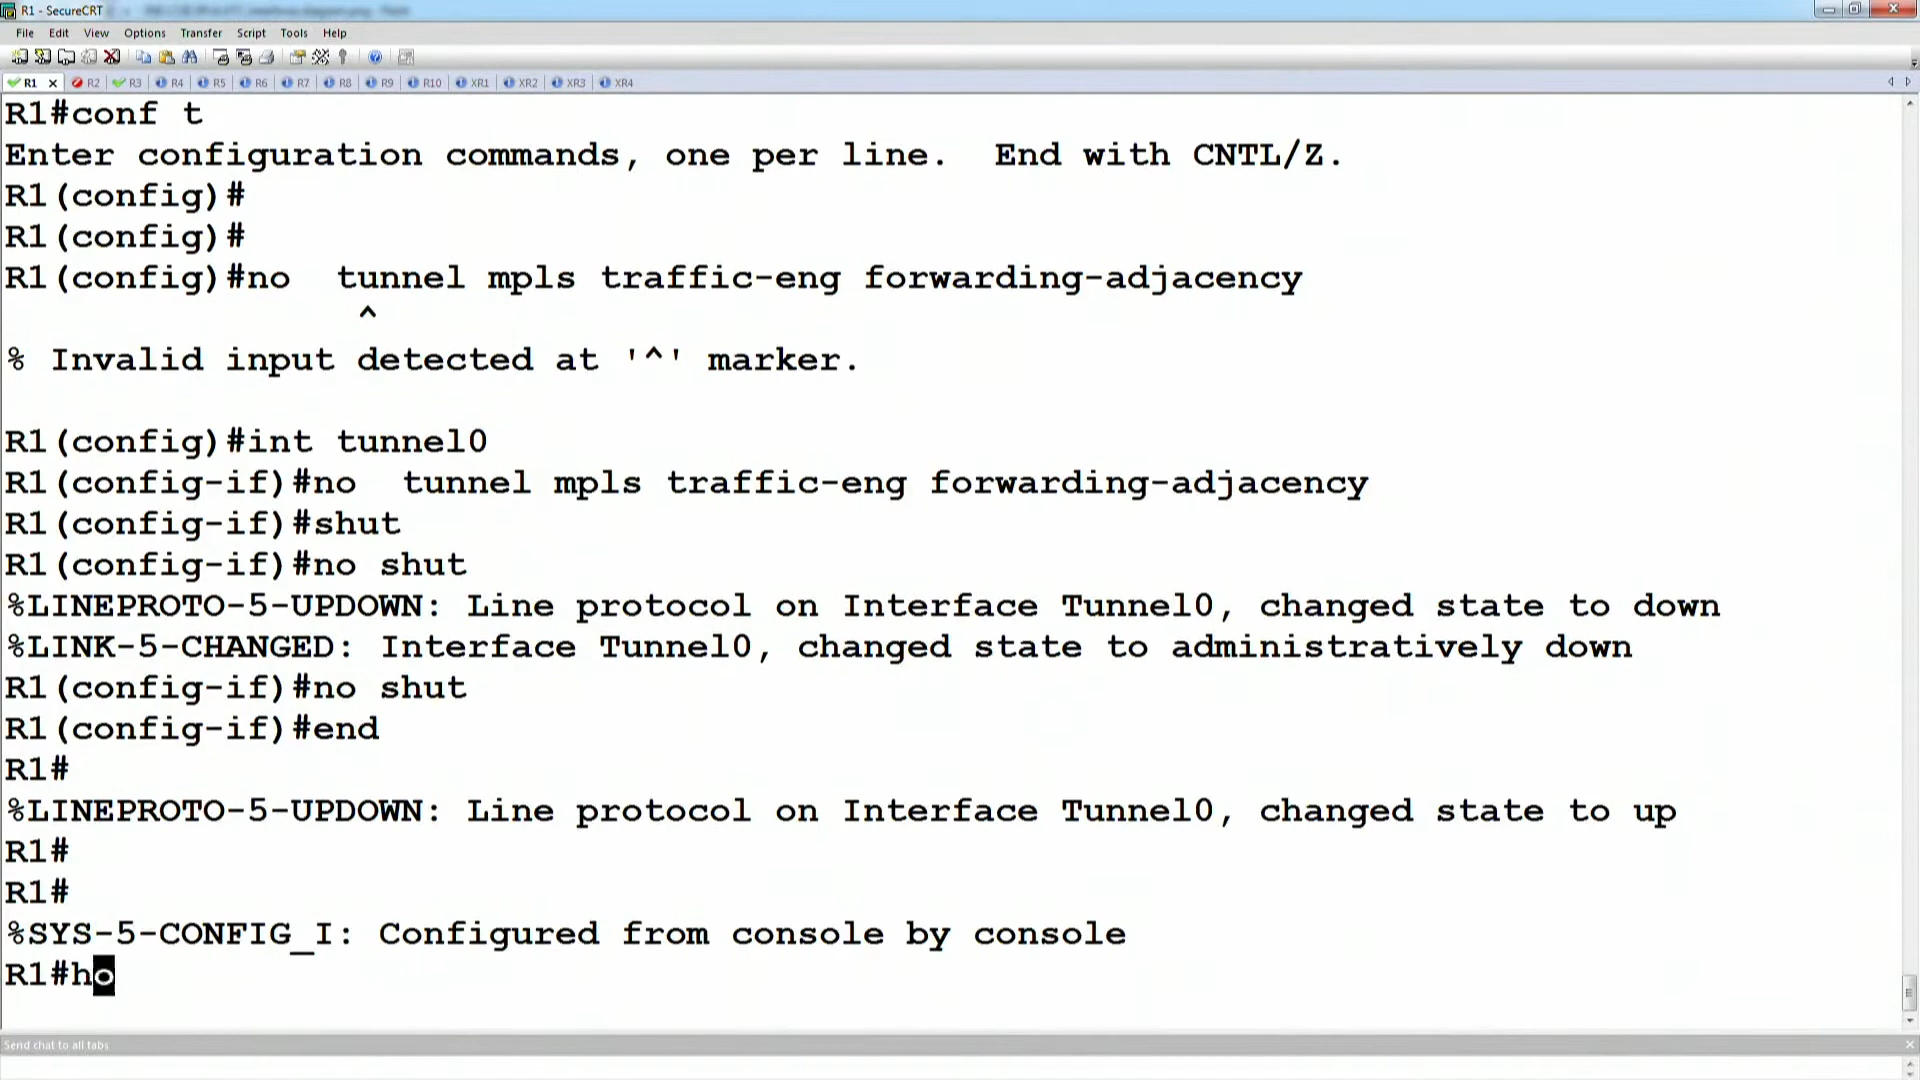 R1 - SecureCRT
File Edit View Options Transfer Script Tools Help
R1 R2 R3 R4 R5 R6 R7 R8 R9 R10 XR1 XR2 XR3 XR4
R1#conf t
Enter configuration commands, one per line.  End with CNTL/Z.
R1(config)#
R1(config)#
R1(config)#no  tunnel mpls traffic-eng forwarding-adjacency
^
% Invalid input detected at '^' marker.
R1(config)#int tunnel0
R1(config-if)#no  tunnel mpls traffic-eng forwarding-adjacency
R1(config-if)#shut
R1(config-if)#no shut
%LINEPROTO-5-UPDOWN: Line protocol on Interface Tunnel0, changed state to down
%LINK-5-CHANGED: Interface Tunnel0, changed state to administratively down
R1(config-if)#no shut
R1(config-if)#end
R1#
%LINEPROTO-5-UPDOWN: Line protocol on Interface Tunnel0, changed state to up
R1#
R1#
%SYS-5-CONFIG_I: Configured from console by console
R1#ho
Send chat to all tabs